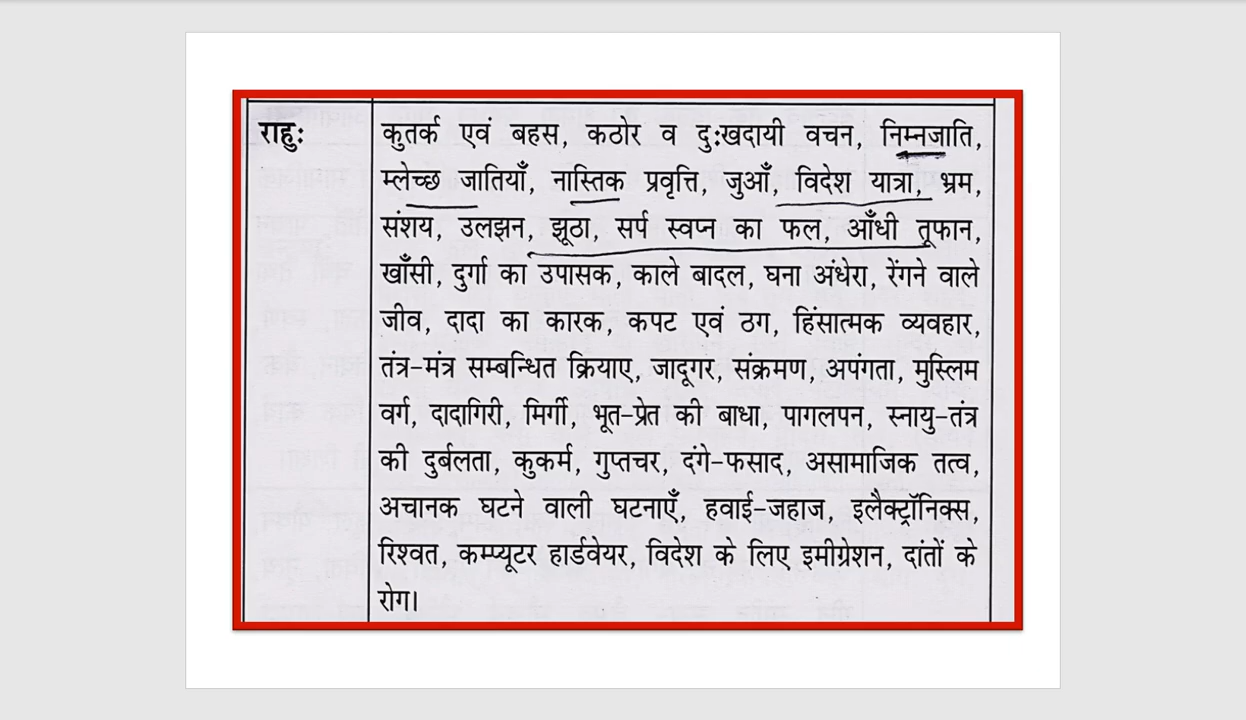 राहुः कुतर्क एवं बहस, कठोर व दुःखदायी वचन, निम्नजाति,
म्लेच्छ जातियाँ, नास्तिक प्रवृत्ति, जुआँ, विदेश यात्रा, भ्रम,
संशय, उलझन, झूठा, सर्प स्वप्न का फल, आँधी तूफान,
खाँसी, दुर्गा का उपासक, काले बादल, घना अंधेरा, रेंगने वाले
जीव, दादा का कारक, कपट एवं ठग, हिंसात्मक व्यवहार,
तंत्र-मंत्र सम्बन्धित क्रियाए, जादूगर, संक्रमण, अपंगता, मुस्लिम
वर्ग, दादागिरी, मिर्गी, भूत-प्रेत की बाधा, पागलपन, स्नायु-तंत्र
की दुर्बलता, कुकर्म, गुप्तचर, दंगे-फसाद, असामाजिक तत्व,
अचानक घटने वाली घटनाएँ, हवाई-जहाज, इलैक्ट्रॉनिक्स,
रिश्वत, कम्प्यूटर हार्डवेयर, विदेश के लिए इमीग्रेशन, दांतों के
रोग।